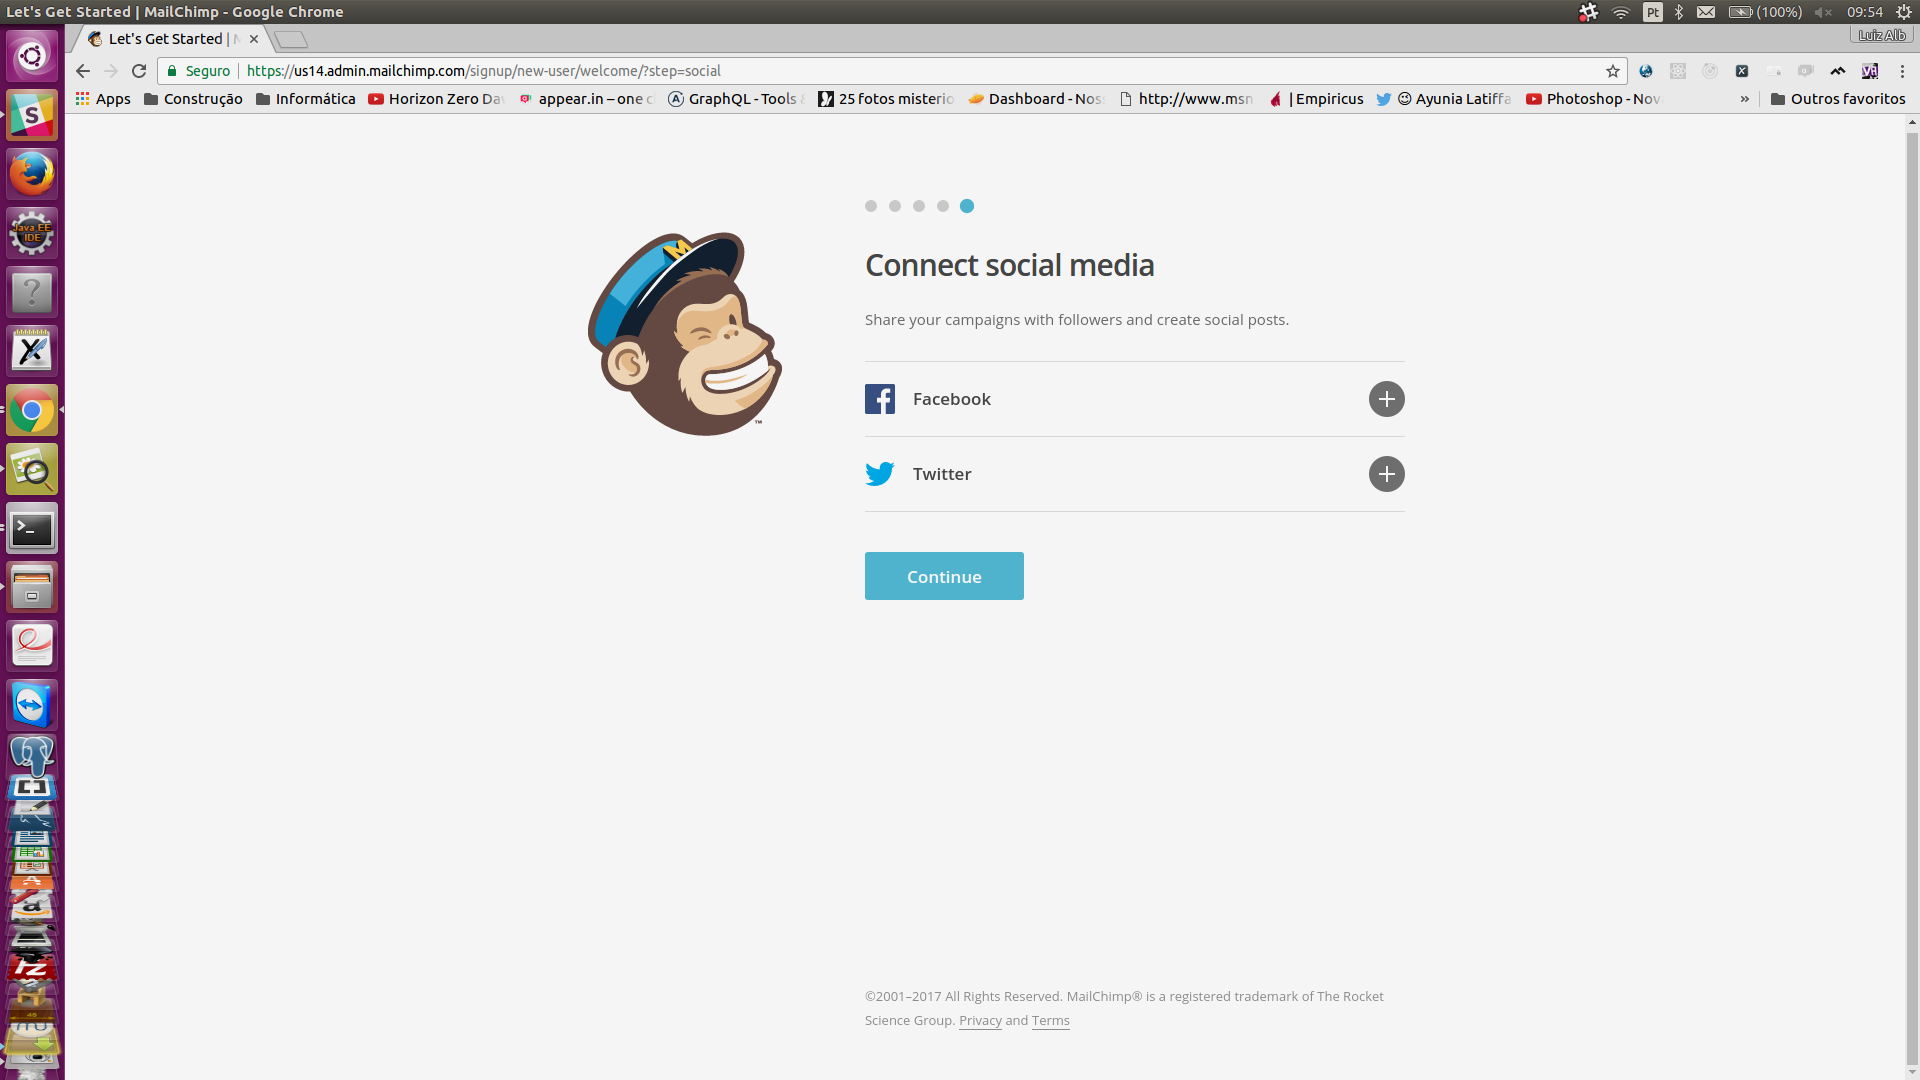 Let's Get Started | MailChimp - Google Chrome
Pt
(100%)
09:54
Let's Get Started |
Luiz Alb
Seguro
https://us14.admin.mailchimp.com/signup/new-user/welcome/?step=social
Apps
Construção
Informática
Horizon Zero Da
appear.in – one
GraphQL - Tools
25 fotos misterio
Dashboard - Nos
http://www.msn
| Empiricus
Ayunia Latiffa
Photoshop - Nov
»
Outros favoritos
Java EE
IDE
Connect social media
Share your campaigns with followers and create social posts.
Facebook
Twitter
Continue
©2001–2017 All Rights Reserved. MailChimp® is a registered trademark of The Rocket
Science Group. Privacy and Terms